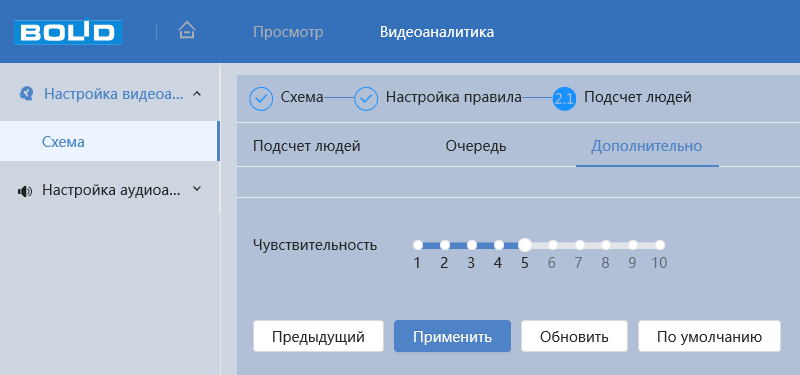 BOLID Просмотр Видеоаналитика
Настройка видеоа...
Схема
Настройка аудиоа...
Схема Настройка правила 2.1 Подсчет людей
Подсчет людей Очередь Дополнительно
Чувствительность
1 2 3 4 5 6 7 8 9 10
Предыдущий Применить Обновить По умолчанию